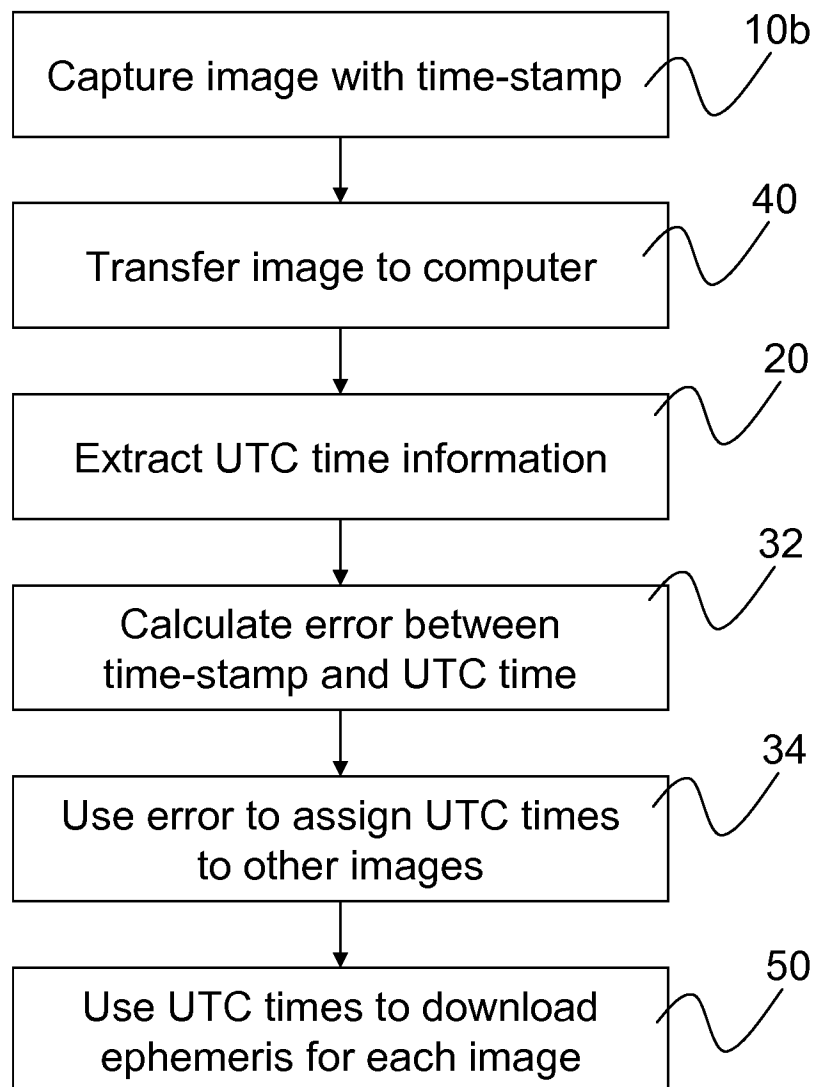 10b
Capture image with time-stamp
40
Transfer image to computer
20
Extract UTC time information
32
Calculate error between
time-stamp and UTC time
34
Use error to assign UTC times
to other images
50
Use UTC times to download
ephemeris for each image